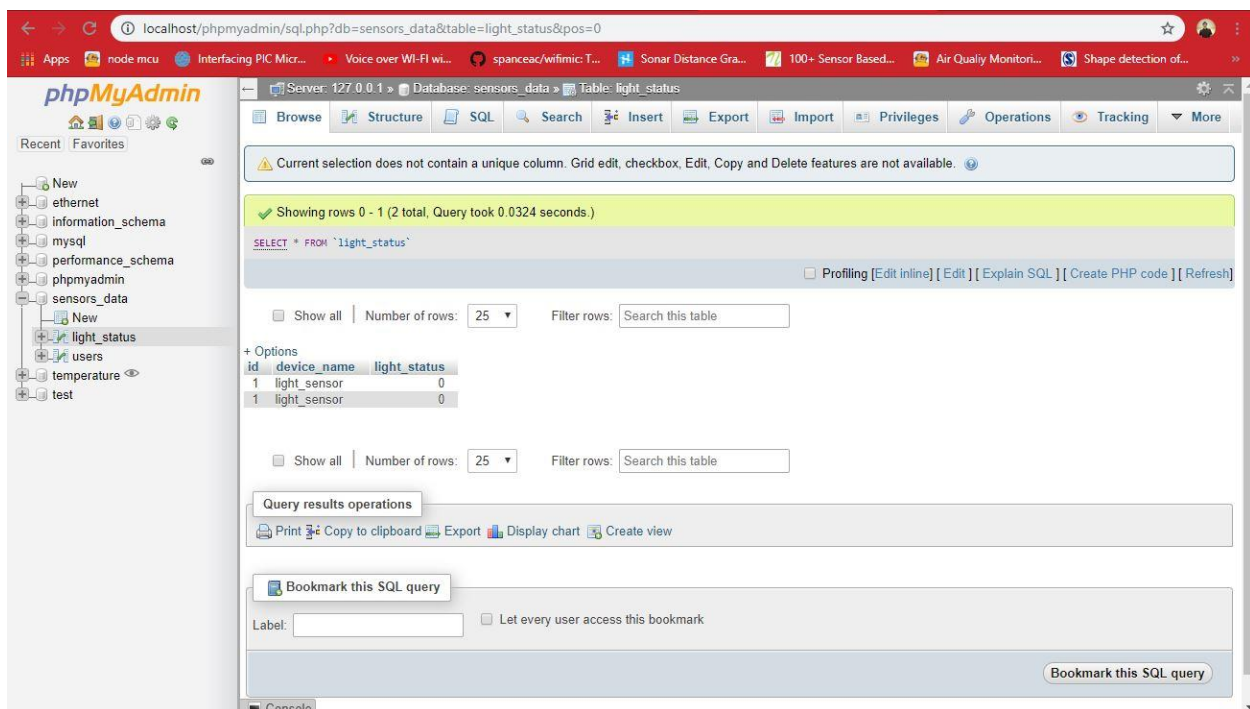 localhost/phpmyadmin/sql.php?db=sensors_data&table=light_status&pos=0
Apps node mcu Interfacing PIC Micr... Voice over WI-FI wi... spanceac/wifimic: T... Sonar Distance Gra... 100+ Sensor Based... Air Qualiy Monitori... Shape detection of... »
phpMyAdmin
Recent Favorites
New
ethernet
information_schema
mysql
performance_schema
phpmyadmin
sensors_data
New
light_status
users
temperature
test
Server: 127.0.0.1 » Database: sensors_data » Table: light_status
Browse Structure SQL Search Insert Export Import Privileges Operations Tracking More
Current selection does not contain a unique column. Grid edit, checkbox, Edit, Copy and Delete features are not available.
Showing rows 0 - 1 (2 total, Query took 0.0324 seconds.)
SELECT * FROM `light_status`
Profiling [Edit inline] [ Edit ] [ Explain SQL ] [ Create PHP code ] [ Refresh]
Show all | Number of rows: 25 Filter rows: Search this table
+ Options
id device_name light_status
1 light_sensor 0
1 light_sensor 0
Show all | Number of rows: 25 Filter rows: Search this table
Query results operations
Print Copy to clipboard Export Display chart Create view
Bookmark this SQL query
Label: Let every user access this bookmark
Bookmark this SQL query
Console